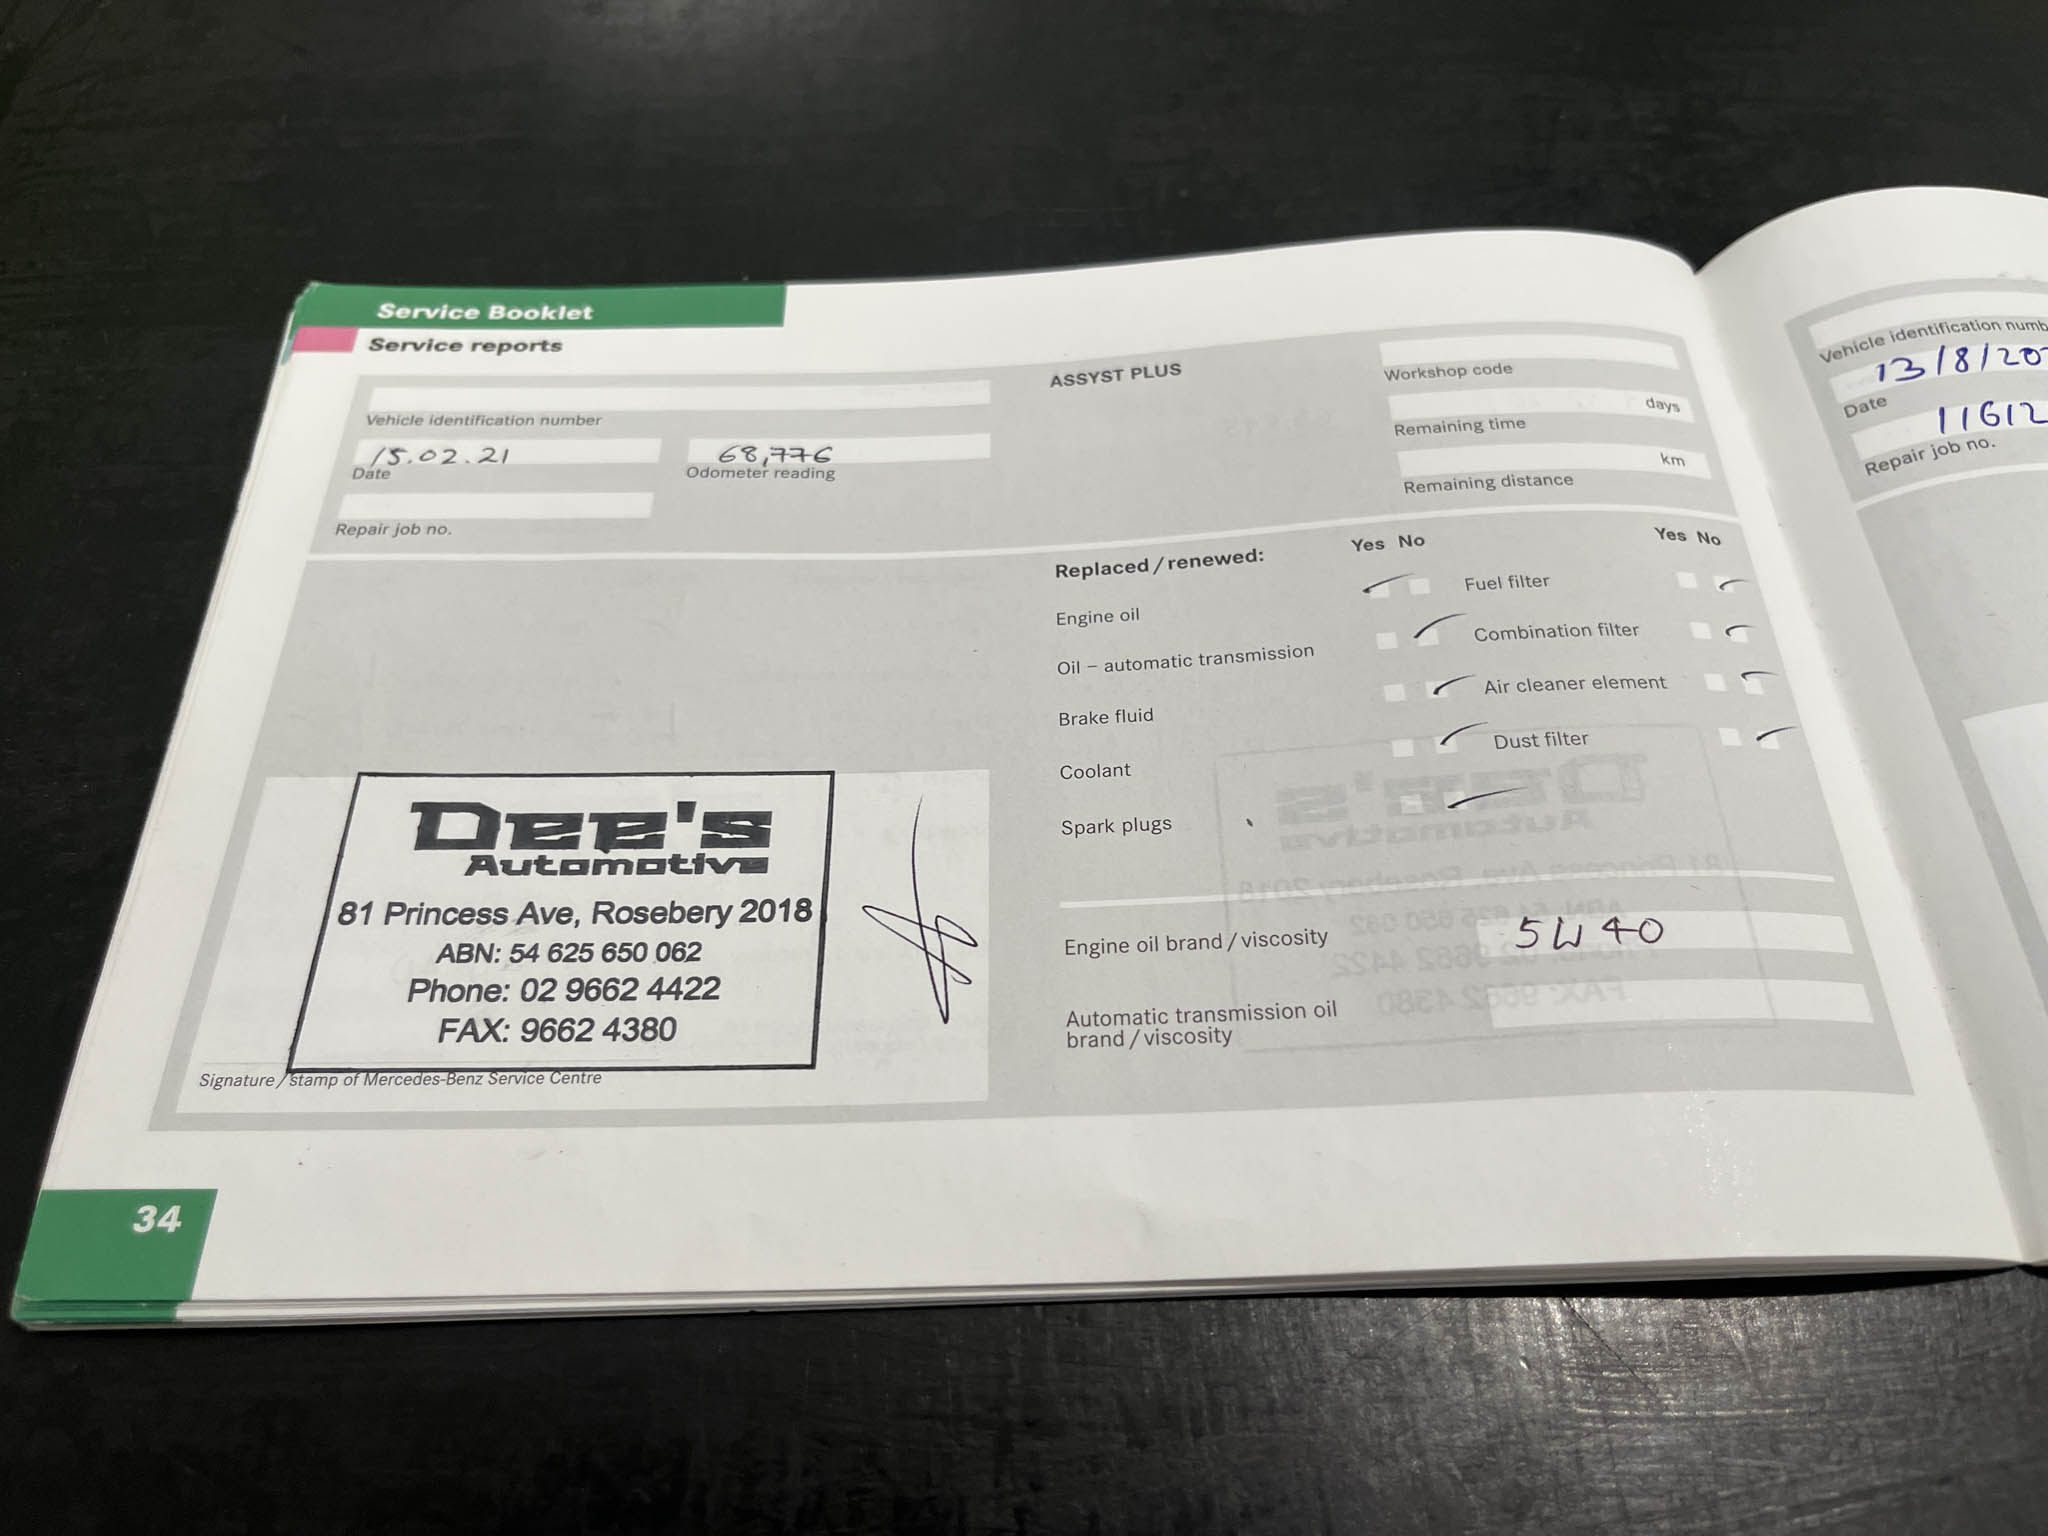 Service Booklet
Service reports
Vehicle identification number
15.02.21
Date
68,776
Odometer reading
Repair job no.
ASSYST PLUS
Workshop code
days
Remaining time
km
Remaining distance
Replaced / renewed:
Yes No
Yes No
Engine oil
Fuel filter
Oil – automatic transmission
Combination filter
Brake fluid
Air cleaner element
Coolant
Dust filter
Spark plugs
Engine oil brand / viscosity
5W40
Automatic transmission oil
brand / viscosity
Dee's
Automotive
81 Princess Ave, Rosebery 2018
ABN: 54 625 650 062
Phone: 02 9662 4422
FAX: 9662 4380
Signature / stamp of Mercedes-Benz Service Centre
34
Vehicle identification numb
13/8/20
Date
11612
Repair job no.